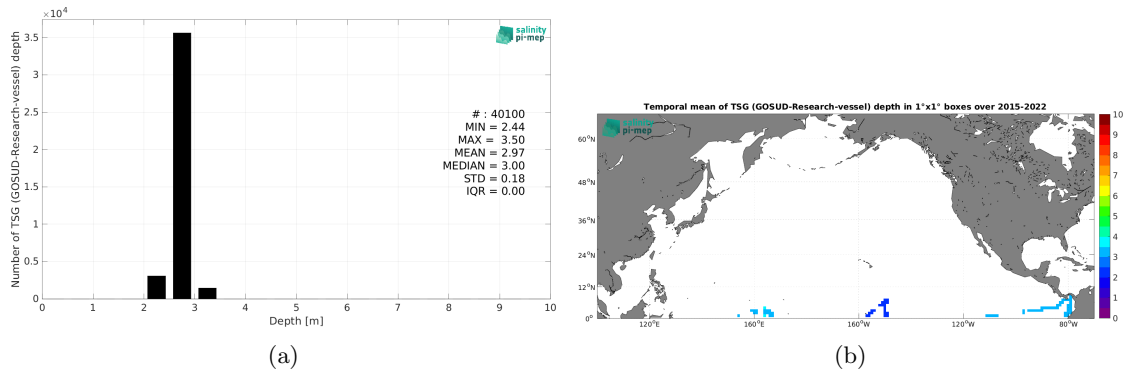 ×10⁴
3.5
3
2.5
2
1.5
1
0.5
0
Number of TSG (GOSUD-Research-vessel) depth
salinity
pi-mep
# : 40100
MIN = 2.44
MAX = 3.50
MEAN = 2.97
MEDIAN = 3.00
STD = 0.18
IQR = 0.00
0 1 2 3 4 5 6 7 8 9 10
Depth [m]
(a)
Temporal mean of TSG (GOSUD-Research-vessel) depth in 1°x1° boxes over 2015-2022
salinity
pi-mep
60°N
48°N
36°N
24°N
12°N
0°
120°E 160°E 160°W 120°W 80°W
10
9
8
7
6
5
4
3
2
1
0
(b)